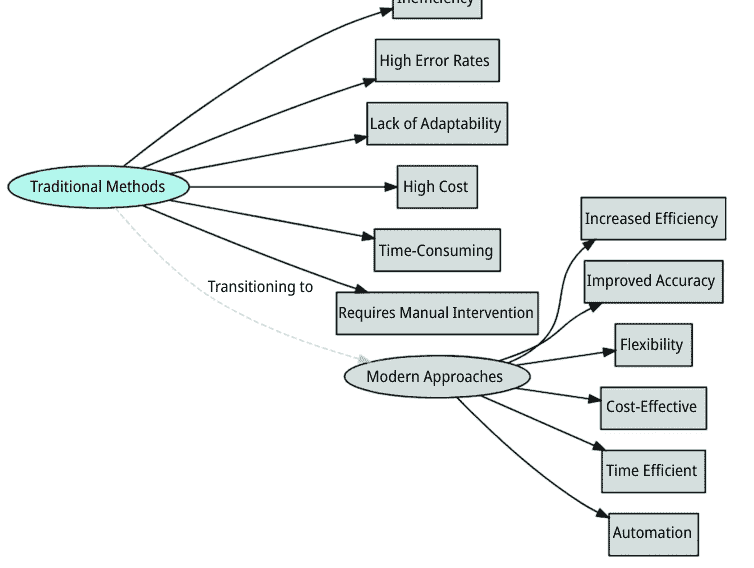 Inefficiency
High Error Rates
Lack of Adaptability
Traditional Methods
High Cost
Time-Consuming
Transitioning to
Requires Manual Intervention
Increased Efficiency
Improved Accuracy
Flexibility
Modern Approaches
Cost-Effective
Time Efficient
Automation